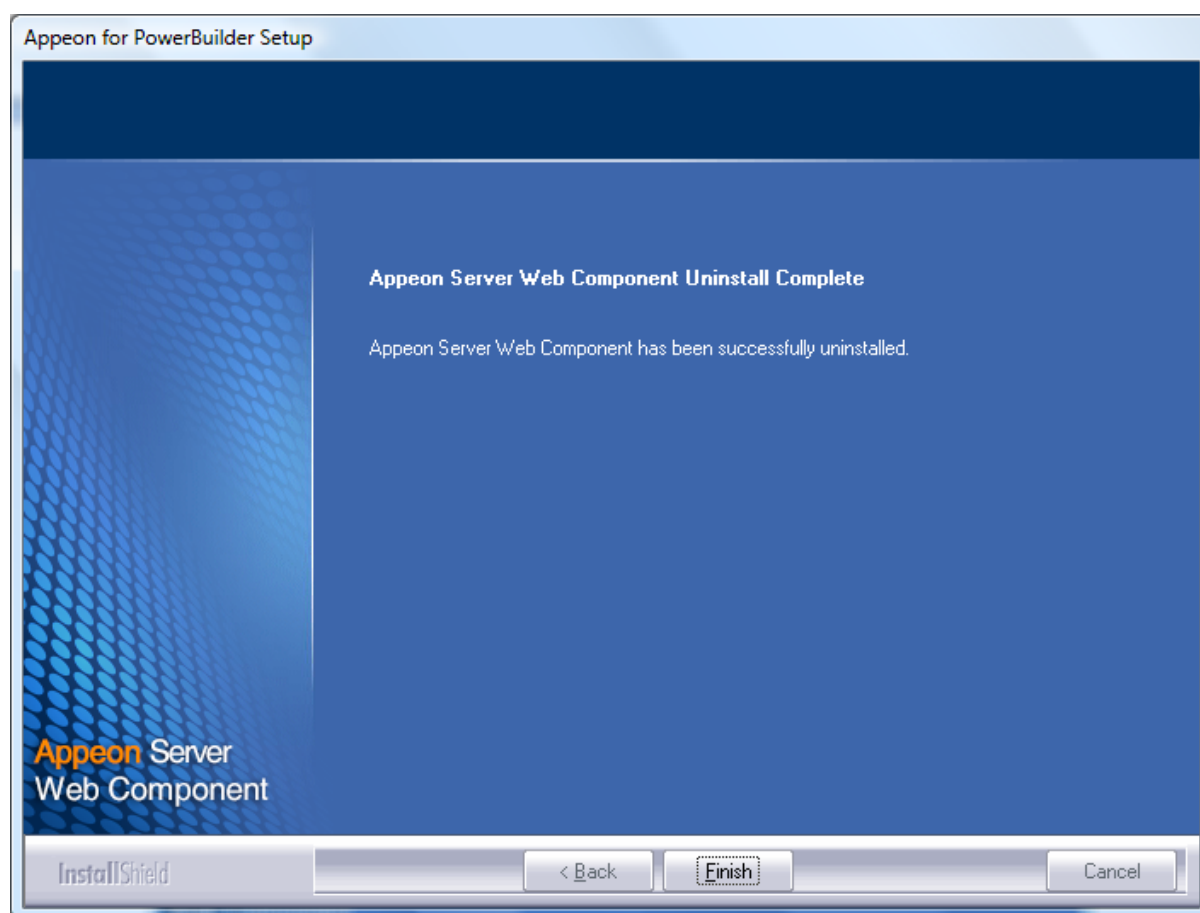 Appeon for PowerBuilder Setup
Appeon Server Web Component Uninstall Complete
Appeon Server Web Component has been successfully uninstalled.
Appeon Server
Web Component
InstallShield
< Back
Finish
Cancel